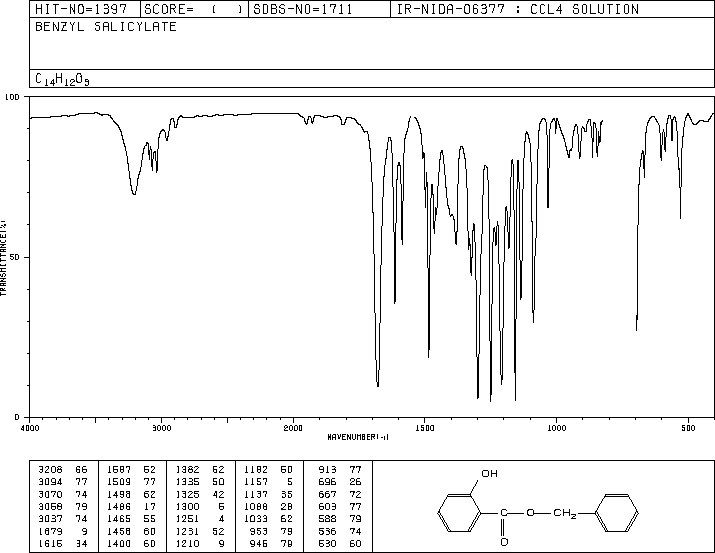 HIT-NO=1397 SCORE= ( ) SDBS-NO=1711 IR-NIDA-06377 : CCL4 SOLUTION
BENZYL SALICYLATE
C14H12O3
100
TRANSMITTANCE(%)
50
0
4000 3000 2000 1500 1000 500
WAVENUMBER(-1)
3208 66 1587 52 1382 52 1182 50 913 77
3094 77 1509 77 1335 50 1157 5 696 26
3070 74 1498 62 1325 42 1137 35 667 72
3058 79 1486 17 1300 5 1088 28 603 77
3037 74 1465 55 1251 4 1033 62 588 79
1679 9 1458 60 1231 52 953 79 536 74
1615 34 1400 60 1210 9 946 79 530 60
OH
C O CH2
O